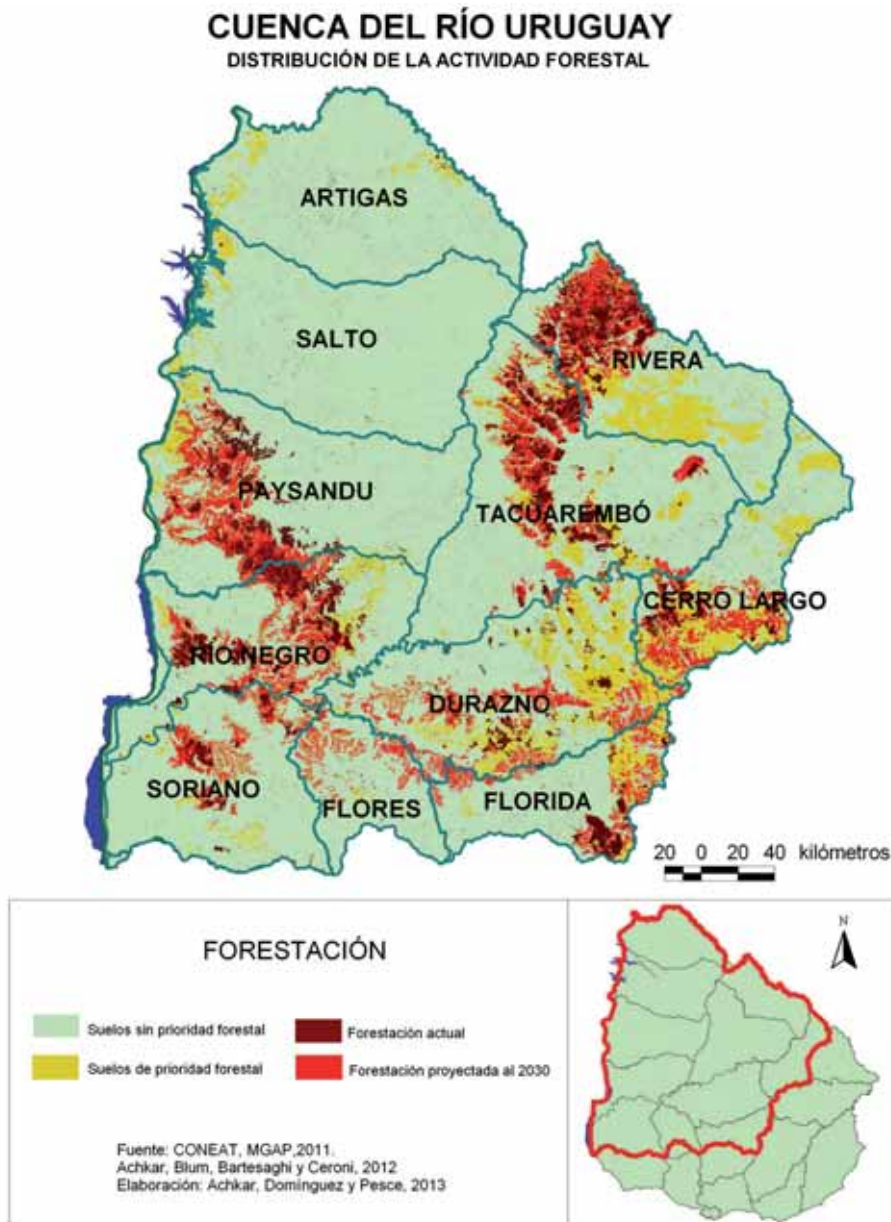 CUENCA DEL RÍO URUGUAY
DISTRIBUCIÓN DE LA ACTIVIDAD FORESTAL
ARTIGAS
SALTO
RIVERA
PAYSANDU
TACUAREMBÓ
CERRO LARGO
RÍO NEGRO
DURAZNO
SORIANO
FLORES
FLORIDA
20 0 20 40 kilómetros
FORESTACIÓN
N
Suelos sin prioridad forestal
Forestación actual
Suelos de prioridad forestal
Forestación proyectada al 2030
Fuente: CONEAT, MGAP,2011.
Achkar, Blum, Bartesaghi y Ceroni, 2012
Elaboración: Achkar, Domínguez y Pesce, 2013